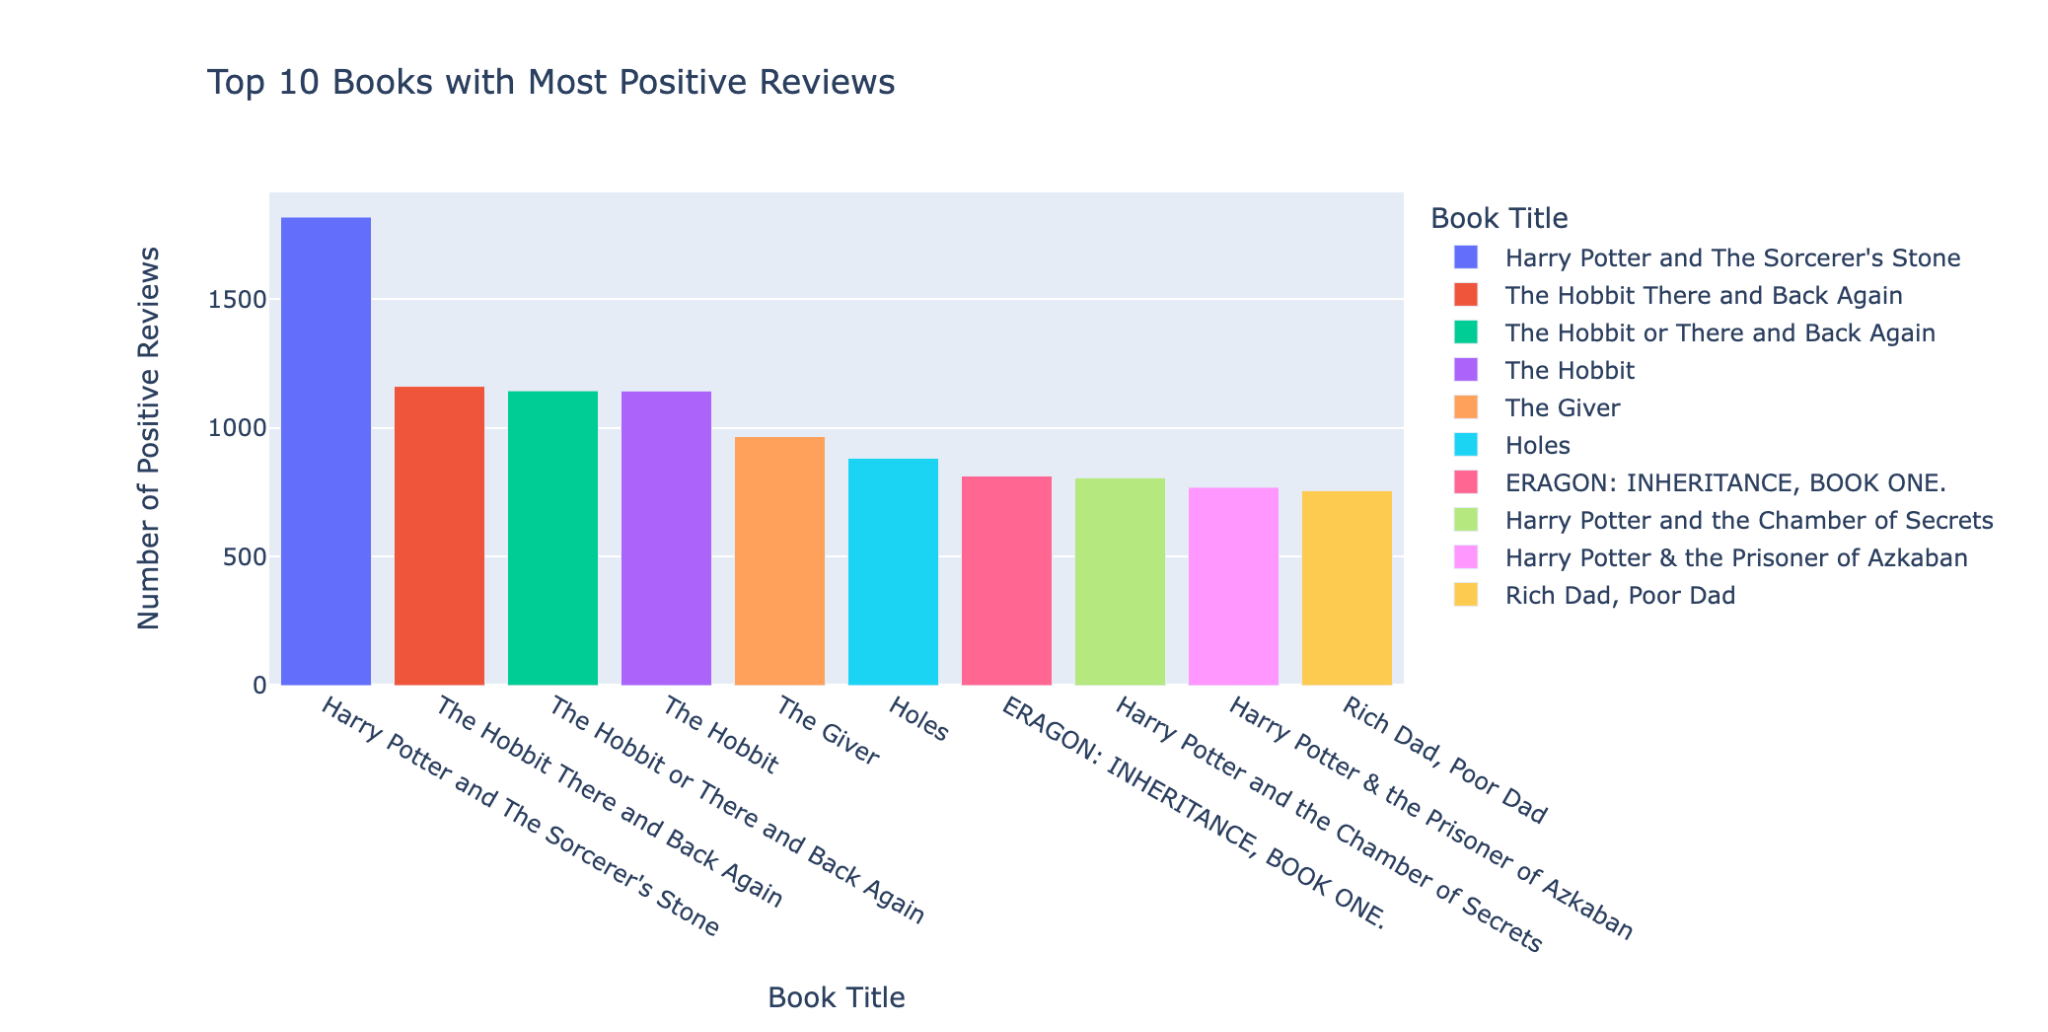 Top 10 Books with Most Positive Reviews
Number of Positive Reviews
1500
1000
500
0
Harry Potter and The Sorcerer's Stone
The Hobbit There and Back Again
The Hobbit or There and Back Again
The Hobbit
The Giver
Holes
ERAGON: INHERITANCE, BOOK ONE.
Harry Potter and the Chamber of Secrets
Harry Potter & the Prisoner of Azkaban
Rich Dad, Poor Dad
Book Title
Book Title
Harry Potter and The Sorcerer's Stone
The Hobbit There and Back Again
The Hobbit or There and Back Again
The Hobbit
The Giver
Holes
ERAGON: INHERITANCE, BOOK ONE.
Harry Potter and the Chamber of Secrets
Harry Potter & the Prisoner of Azkaban
Rich Dad, Poor Dad